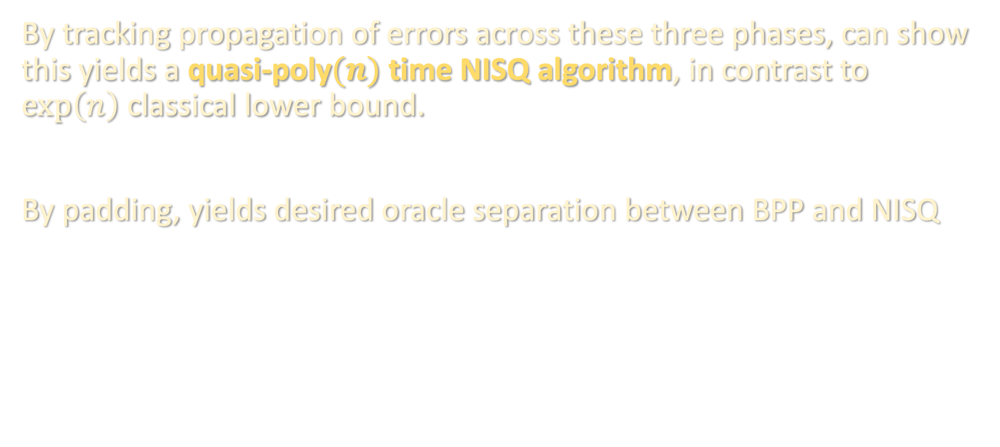 By tracking propagation of errors across these three phases, can show
this yields a quasi-poly(n) time NISQ algorithm, in contrast to
exp(n) classical lower bound.
By padding, yields desired oracle separation between BPP and NISQ